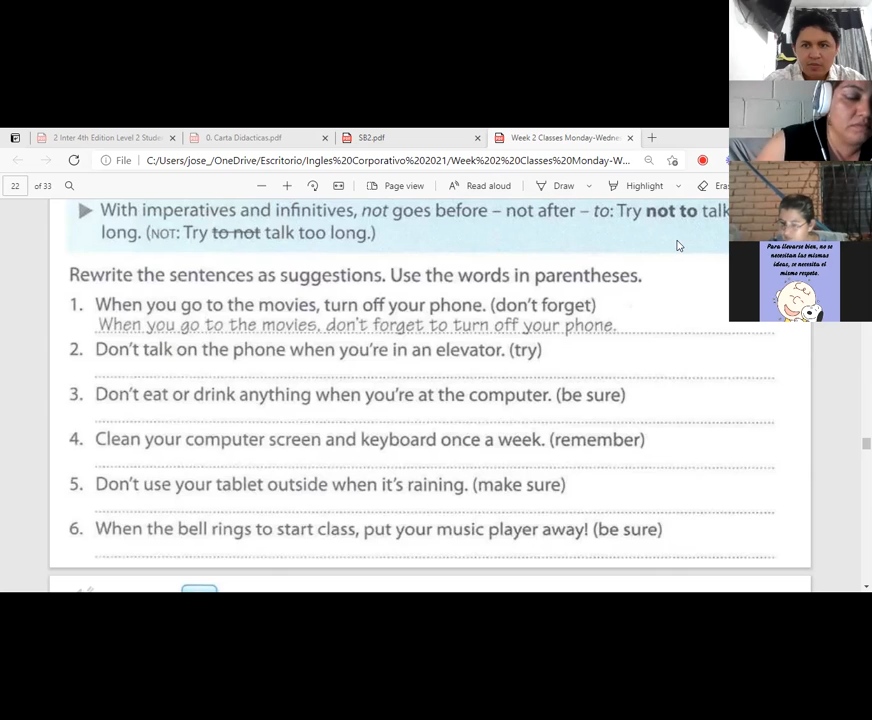 2 Inter 4th Edition Level 2 Stude
0. Carta Didacticas.pdf
SB2.pdf
Week 2 Classes Monday-Wedne
File
C:/Users/jose_/OneDrive/Escritorio/Ingles%20Corporativo%202021/Week%202%20Classes%20Monday-W...
22 of 33
Page view
Read aloud
Draw
Highlight
Eras
With imperatives and infinitives, not goes before – not after – to: Try not to talk
long. (NOT: Try to not talk too long.)
Rewrite the sentences as suggestions. Use the words in parentheses.
1. When you go to the movies, turn off your phone. (don't forget)
When you go to the movies, don't forget to turn off your phone.
2. Don't talk on the phone when you're in an elevator. (try)
3. Don't eat or drink anything when you're at the computer. (be sure)
4. Clean your computer screen and keyboard once a week. (remember)
5. Don't use your tablet outside when it's raining. (make sure)
6. When the bell rings to start class, put your music player away! (be sure)
Para llevarse bien, no se
necesitan las mismas
ideas, se necesita el
mismo respeto.